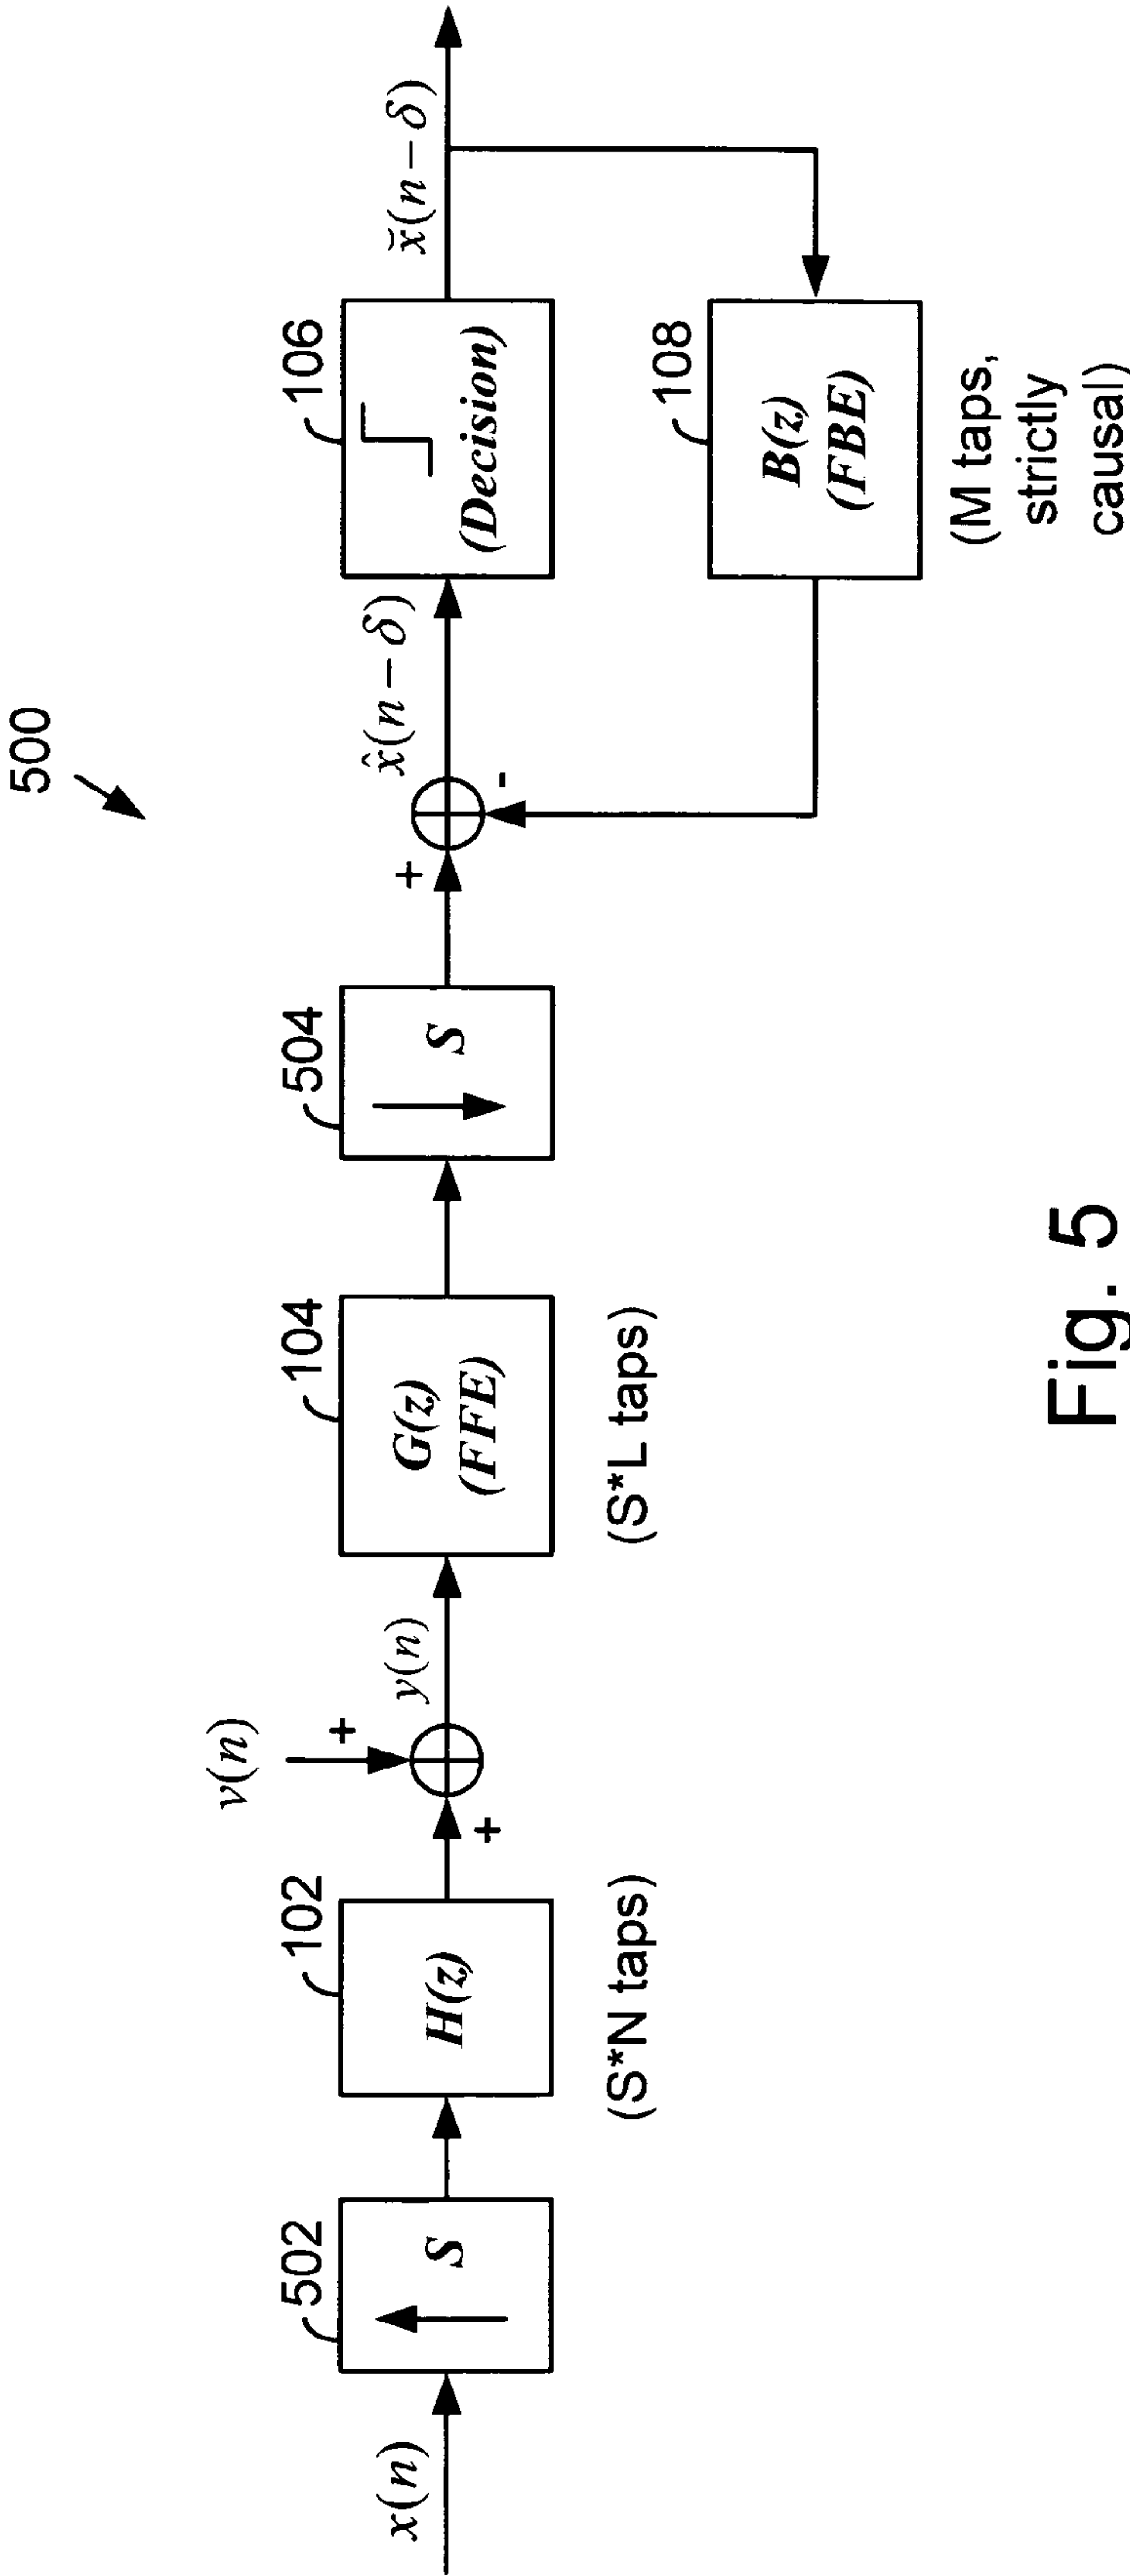 500
x(n)
502
↑ S
102
H(z)
(S*N taps)
v(n)
+
+
y(n)
104
G(z)
(FFE)
(S*L taps)
504
↓ S
+
-
x̂(n − δ)
106
(Decision)
x̆(n − δ)
108
B(z)
(FBE)
(M taps,
strictly
causal)
Fig. 5